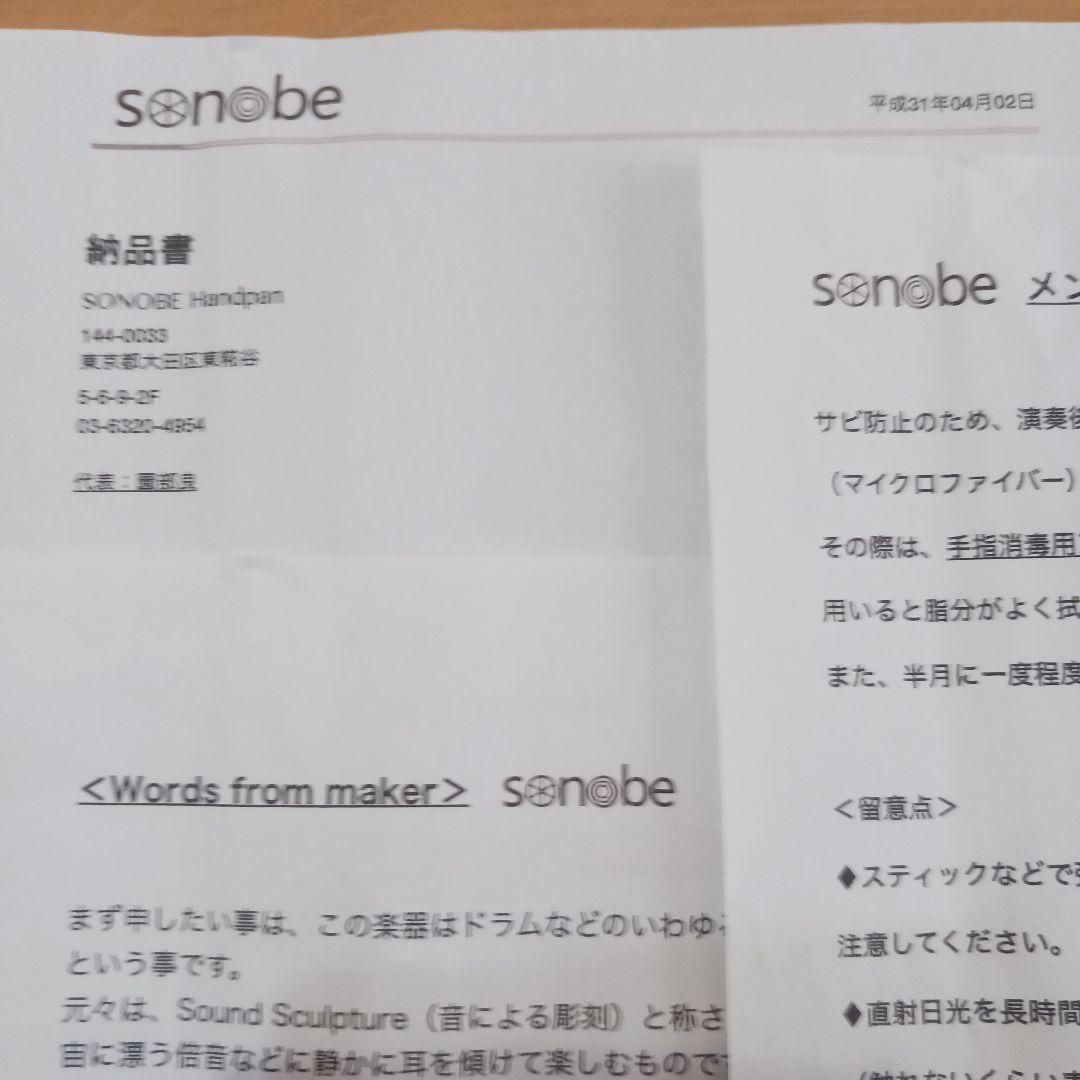 sonobe
平成31年04月02日
納品書
SONOBE Handpan
144-0033
東京都大田区東糀谷
5-6-9-2F
03-6320-4954
代表：園部良
<Words from maker> sonobe
まず申したい事は、この楽器はドラムなどのいわゆ
という事です。
元々は、Sound Sculpture（音による彫刻）と称さ
宙に漂う倍音などに静かに耳を傾けて楽しむもので
sonobe メン
サビ防止のため、演奏後
（マイクロファイバー）
その際は、手指消毒用
用いると脂分がよく拭
また、半月に一度程度
＜留意点＞
♦スティックなどで
注意してください。
♦直射日光を長時間